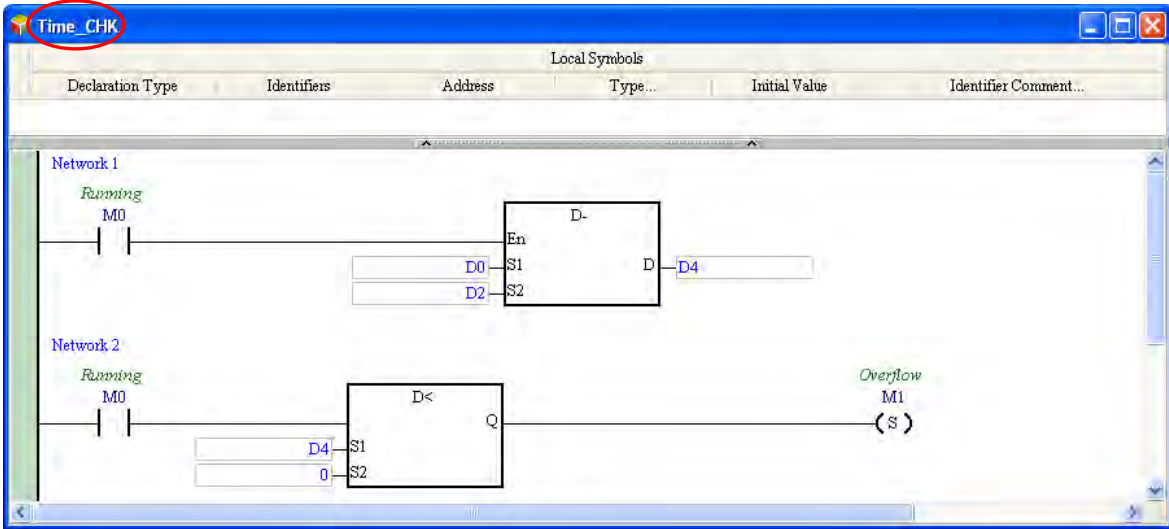 Time_CHK
Local Symbols
Declaration Type Identifiers Address Type... Initial Value Identifier Comment...
Network 1
Running
M0
D-
En
D0 S1 D D4
D2 S2
Network 2
Running Overflow
M0 D< M1
Q ( S )
D4 S1
0 S2